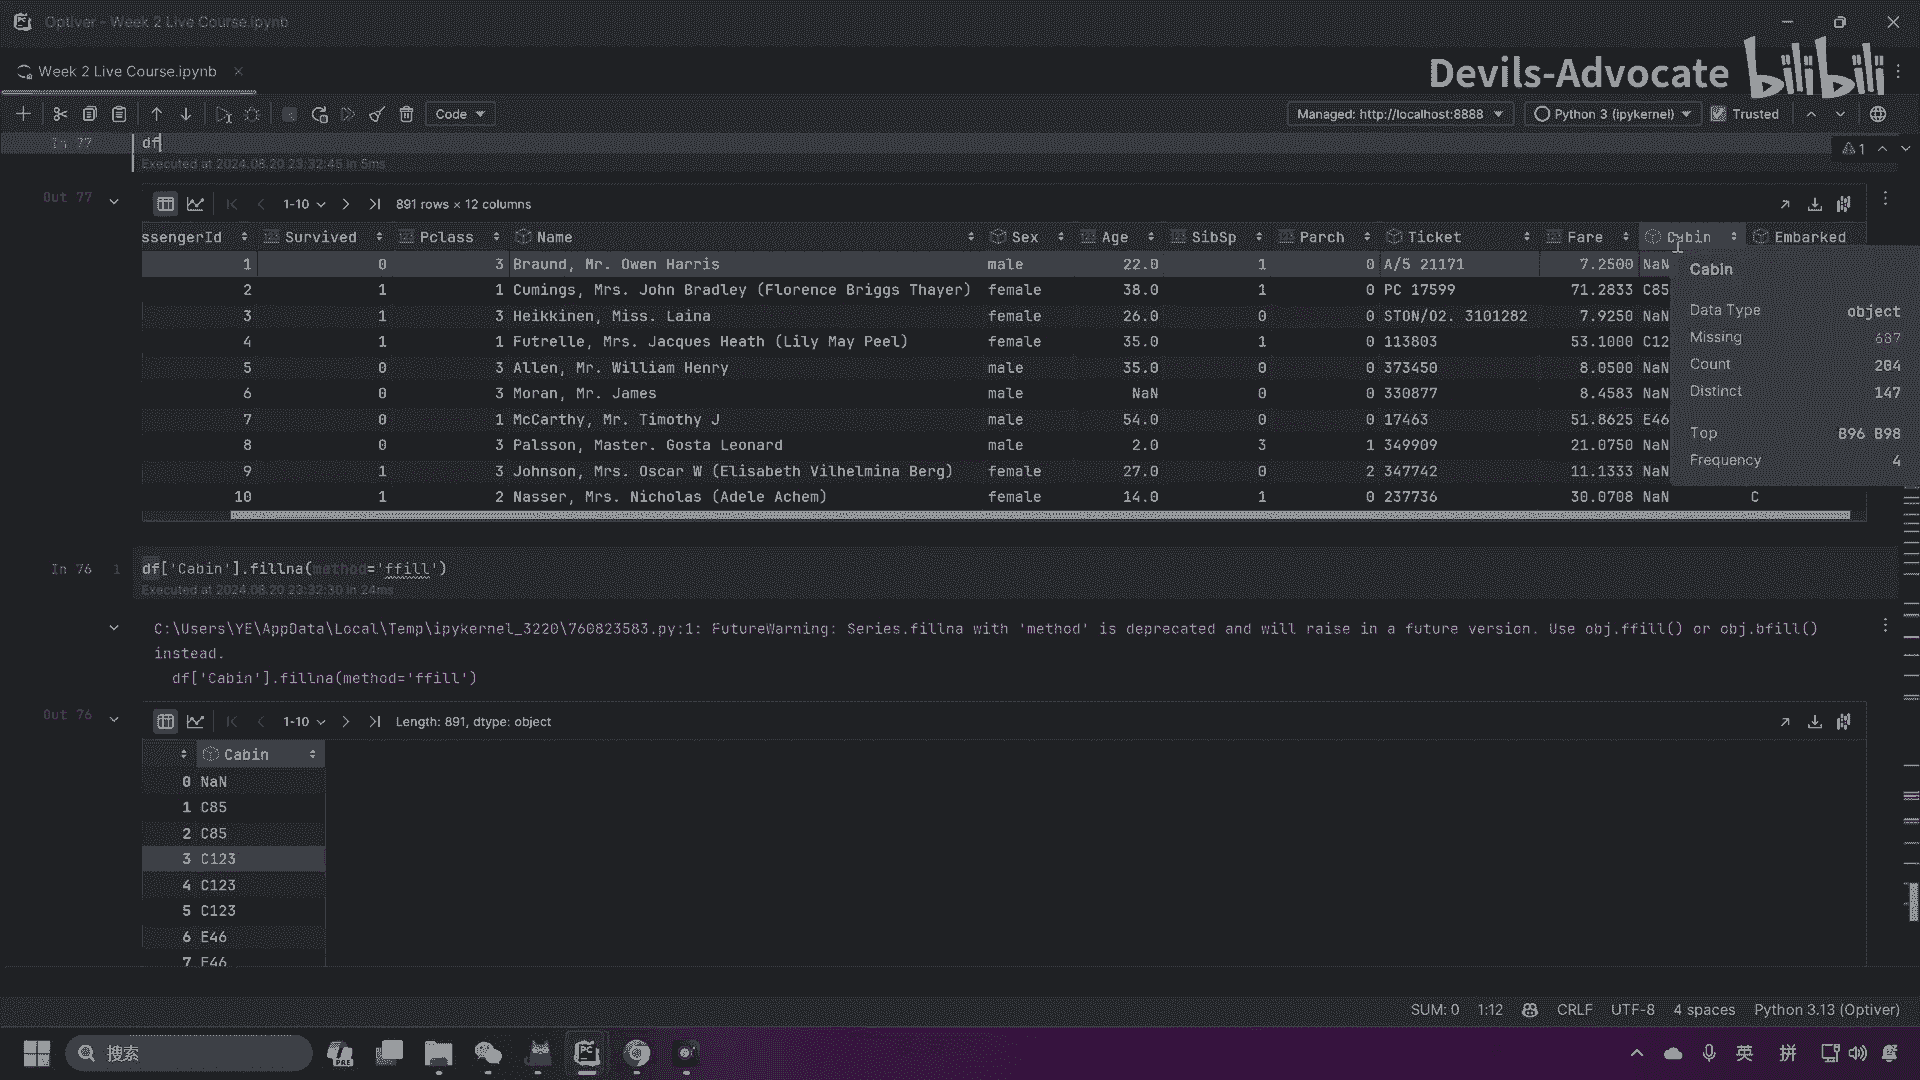 Optiver – Week 2 Live Course.ipynb
Week 2 Live Course.ipynb
Devils-Advocate bilibili
Code
Managed: http://localhost:8888
Python 3 (ipykernel)
Trusted
In 77
df
1
Executed at 2024.08.20 23:32:45 in 5ms
Out 77
1-10
891 rows × 12 columns
ssengerId Survived Pclass Name Sex Age SibSp Parch Ticket Fare Cabin Embarked
1 0 3 Braund, Mr. Owen Harris male 22.0 1 0 A/5 21171 7.2500 NaN
2 1 1 Cumings, Mrs. John Bradley (Florence Briggs Thayer) female 38.0 1 0 PC 17599 71.2833 C85
3 1 3 Heikkinen, Miss. Laina female 26.0 0 0 STON/O2. 3101282 7.9250 NaN
4 1 1 Futrelle, Mrs. Jacques Heath (Lily May Peel) female 35.0 1 0 113803 53.1000 C12
5 0 3 Allen, Mr. William Henry male 35.0 0 0 373450 8.0500 NaN
6 0 3 Moran, Mr. James male NaN 0 0 330877 8.4583 NaN
7 0 1 McCarthy, Mr. Timothy J male 54.0 0 0 17463 51.8625 E46
8 0 3 Palsson, Master. Gosta Leonard male 2.0 3 1 349909 21.0750 NaN
9 1 3 Johnson, Mrs. Oscar W (Elisabeth Vilhelmina Berg) female 27.0 0 2 347742 11.1333 NaN
10 1 2 Nasser, Mrs. Nicholas (Adele Achem) female 14.0 1 0 237736 30.0708 NaN C
Cabin
Data Type object
Missing 687
Count 204
Distinct 147
Top B96 B98
Frequency 4
In 76
1
df['Cabin'].fillna(method='ffill')
Executed at 2024.08.20 23:32:30 in 24ms
C:\Users\YE\AppData\Local\Temp\ipykernel_3220\760823583.py:1: FutureWarning: Series.fillna with 'method' is deprecated and will raise in a future version. Use obj.ffill() or obj.bfill()
instead.
df['Cabin'].fillna(method='ffill')
Out 76
1-10
Length: 891, dtype: object
Cabin
0 NaN
1 C85
2 C85
3 C123
4 C123
5 C123
6 E46
7 E46
SUM: 0 1:12 CRLF UTF-8 4 spaces Python 3.13 (Optiver)
搜索
PRE
PC
英
拼